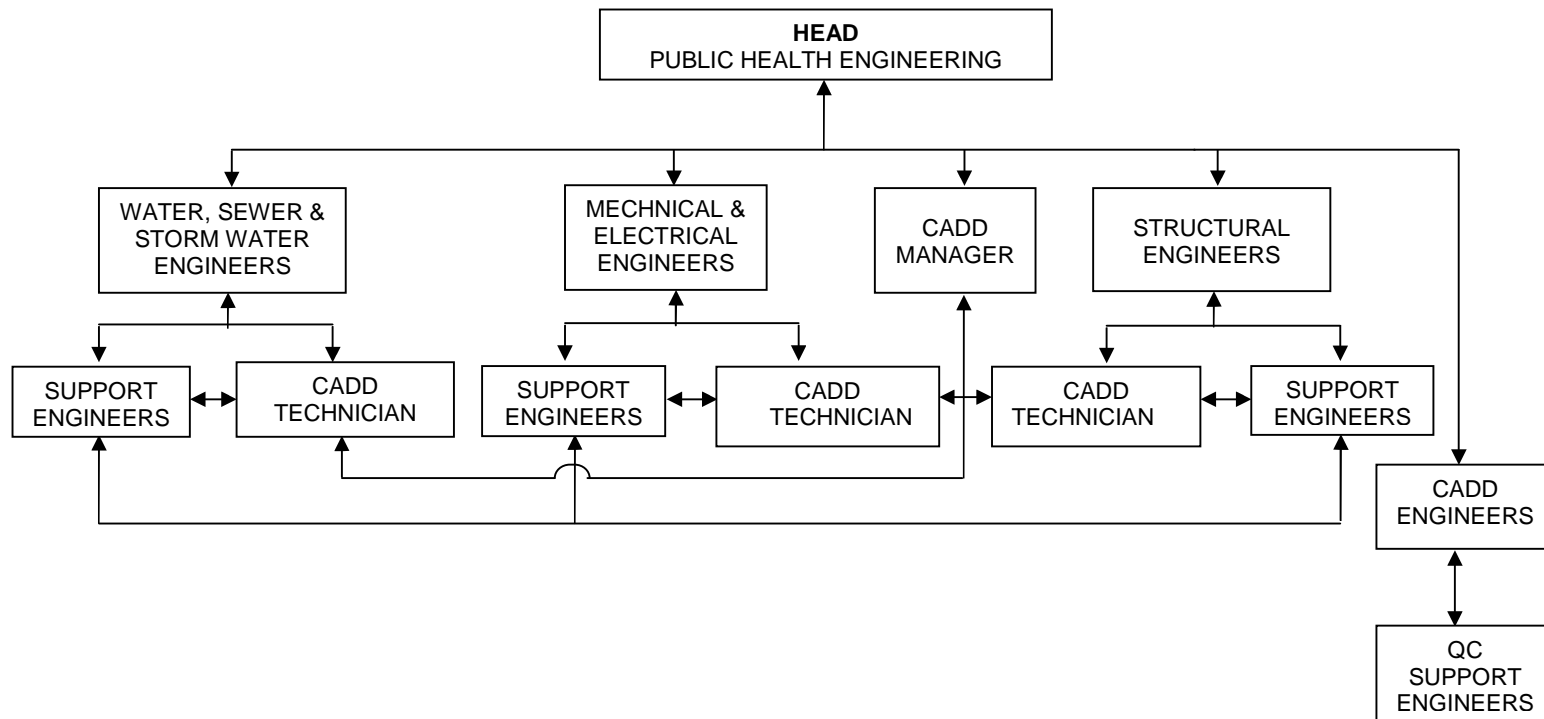 HEAD
PUBLIC HEALTH ENGINEERING
WATER, SEWER &
STORM WATER
ENGINEERS
MECHNICAL &
ELECTRICAL
ENGINEERS
CADD
MANAGER
STRUCTURAL
ENGINEERS
SUPPORT
ENGINEERS
CADD
TECHNICIAN
SUPPORT
ENGINEERS
CADD
TECHNICIAN
CADD
TECHNICIAN
SUPPORT
ENGINEERS
CADD
ENGINEERS
QC
SUPPORT
ENGINEERS